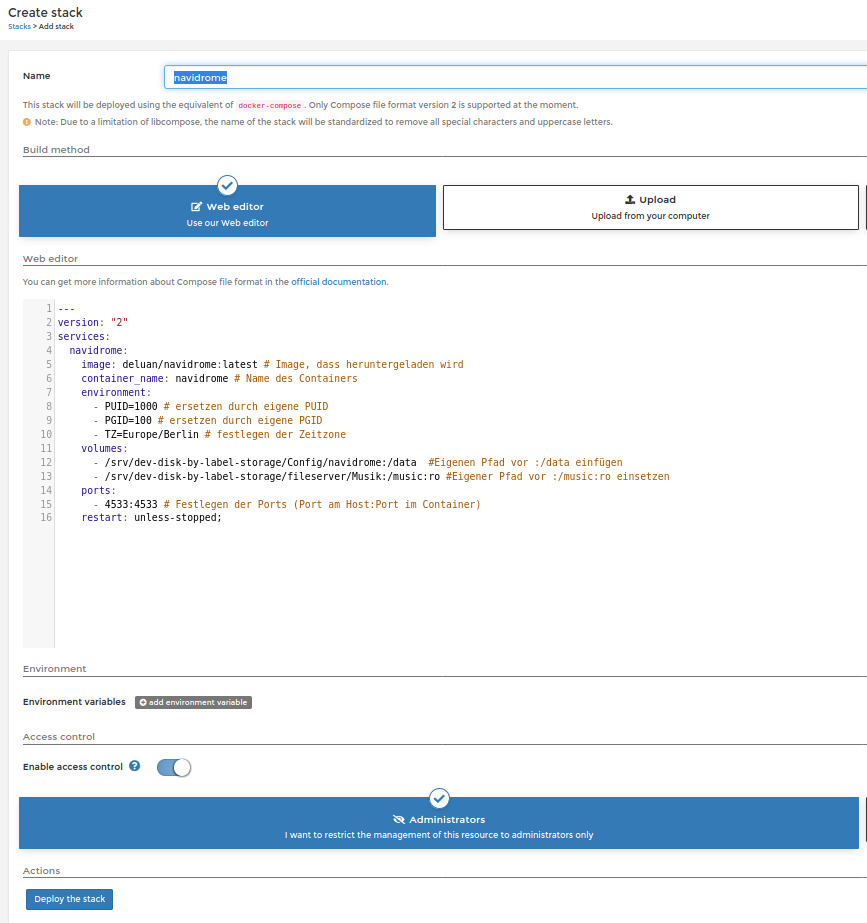 Create stack
Stacks > Add stack
Name navidrome
This stack will be deployed using the equivalent of docker-compose. Only Compose file format version 2 is supported at the moment.
Note: Due to a limitation of libcompose, the name of the stack will be standardized to remove all special characters and uppercase letters.
Build method
Web editor
Use our Web editor
Upload
Upload from your computer
Web editor
You can get more information about Compose file format in the official documentation.
1 ---
2 version: "2"
3 services:
4   navidrome:
5     image: deluan/navidrome:latest # Image, dass heruntergeladen wird
6     container_name: navidrome # Name des Containers
7     environment:
8       - PUID=1000 # ersetzen durch eigene PUID
9       - PGID=100 # ersetzen durch eigene PGID
10       - TZ=Europe/Berlin # festlegen der Zeitzone
11     volumes:
12       - /srv/dev-disk-by-label-storage/Config/navidrome:/data  #Eigenen Pfad vor :/data einfügen
13       - /srv/dev-disk-by-label-storage/fileserver/Musik:/music:ro #Eigener Pfad vor :/music:ro einsetzen
14     ports:
15       - 4533:4533 # Festlegen der Ports (Port am Host:Port im Container)
16     restart: unless-stopped;
Environment
Environment variables add environment variable
Access control
Enable access control
Administrators
I want to restrict the management of this resource to administrators only
Actions
Deploy the stack